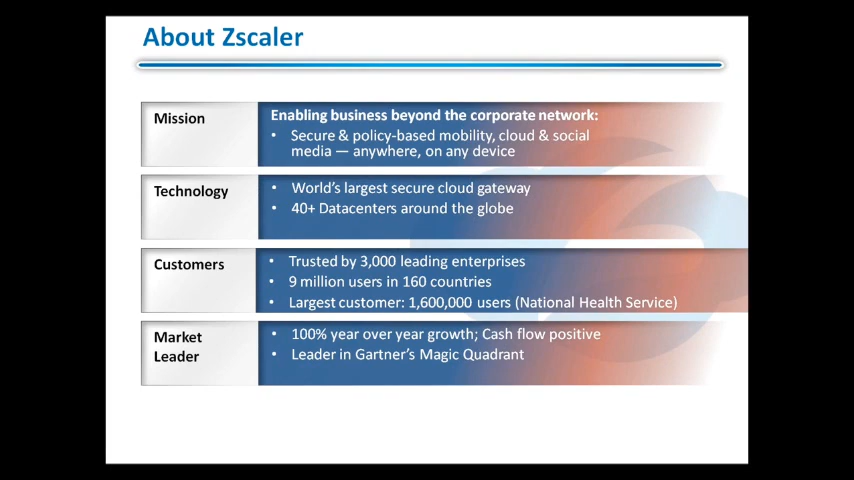 About Zscaler
Mission
Enabling business beyond the corporate network:
• Secure & policy-based mobility, cloud & social
media — anywhere, on any device
Technology
• World's largest secure cloud gateway
• 40+ Datacenters around the globe
Customers
• Trusted by 3,000 leading enterprises
• 9 million users in 160 countries
• Largest customer: 1,600,000 users (National Health Service)
Market
Leader
• 100% year over year growth; Cash flow positive
• Leader in Gartner's Magic Quadrant